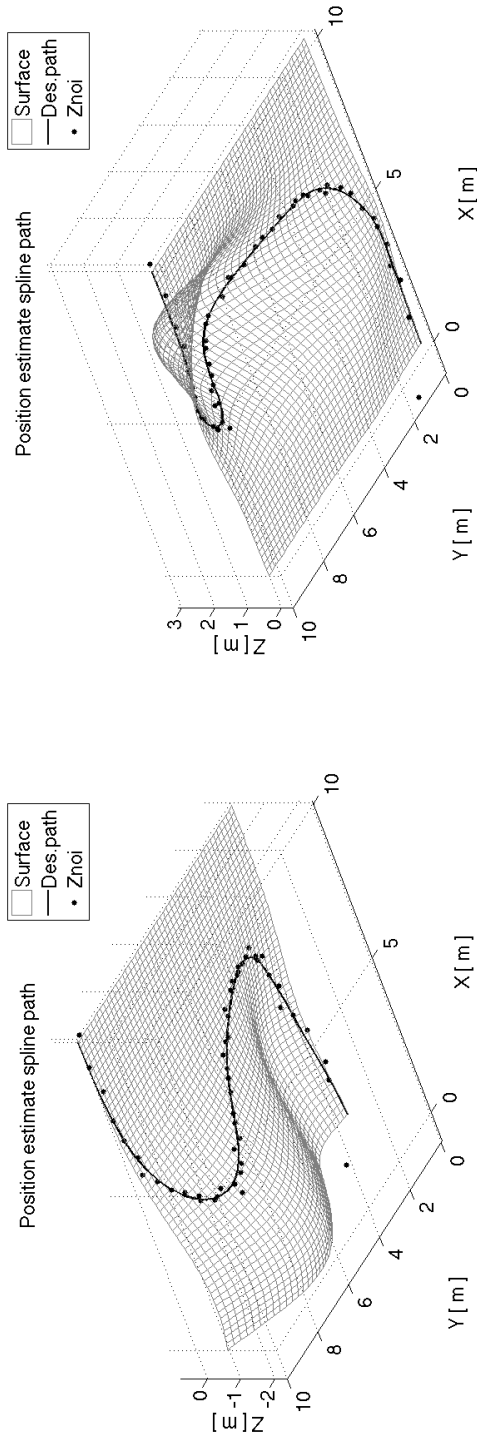 Position estimate spline path
Surface
Des.path
Znoi
0
-1
-2
Z [ m ]
10
8
6
4
2
0
Y [ m ]
0
5
10
X [ m ]
Position estimate spline path
Surface
Des.path
Znoi
3
2
1
0
Z [ m ]
10
8
6
4
2
0
Y [ m ]
0
5
10
X [ m ]